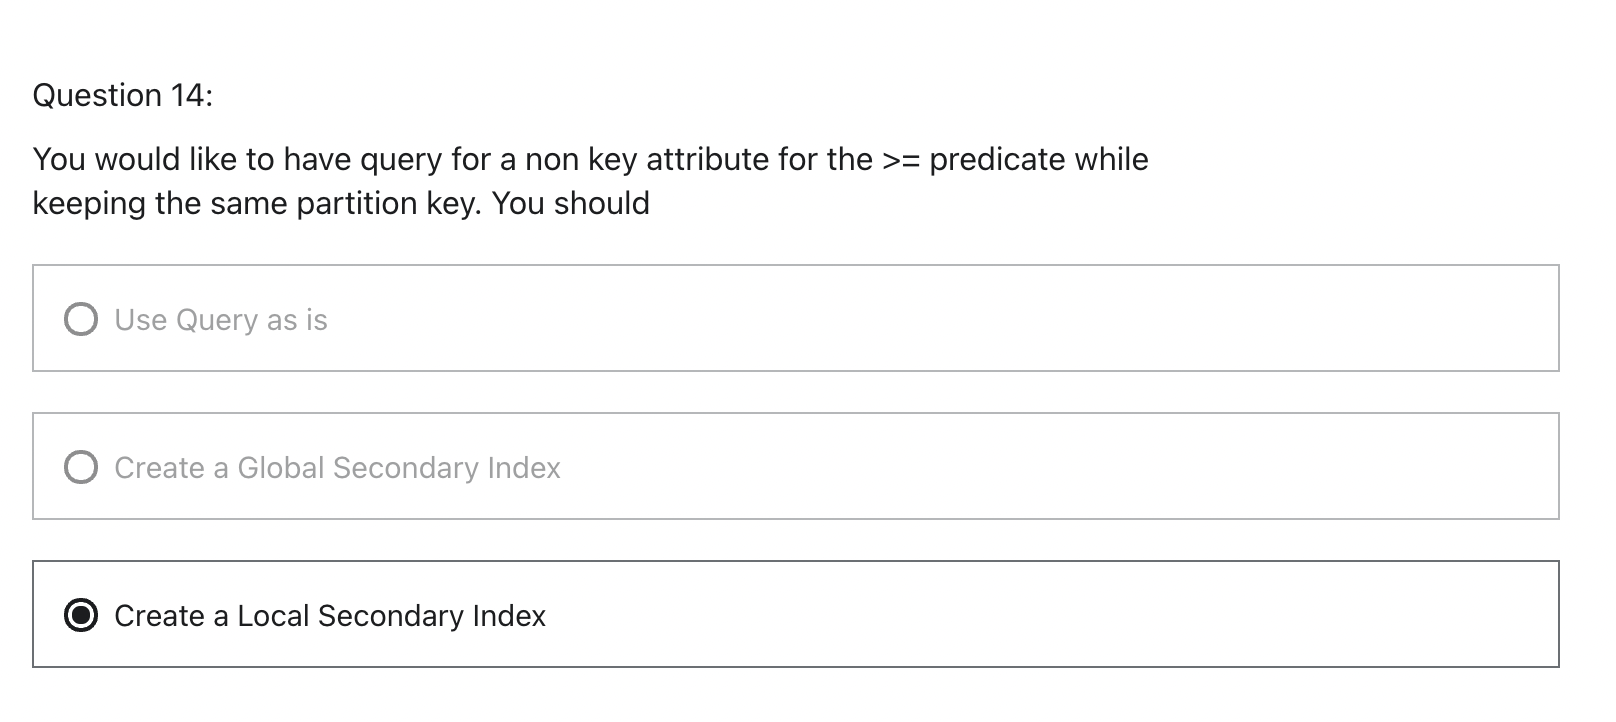 Question 14:
You would like to have query for a non key attribute for the >= predicate while
keeping the same partition key. You should
Use Query as is
Create a Global Secondary Index
Create a Local Secondary Index